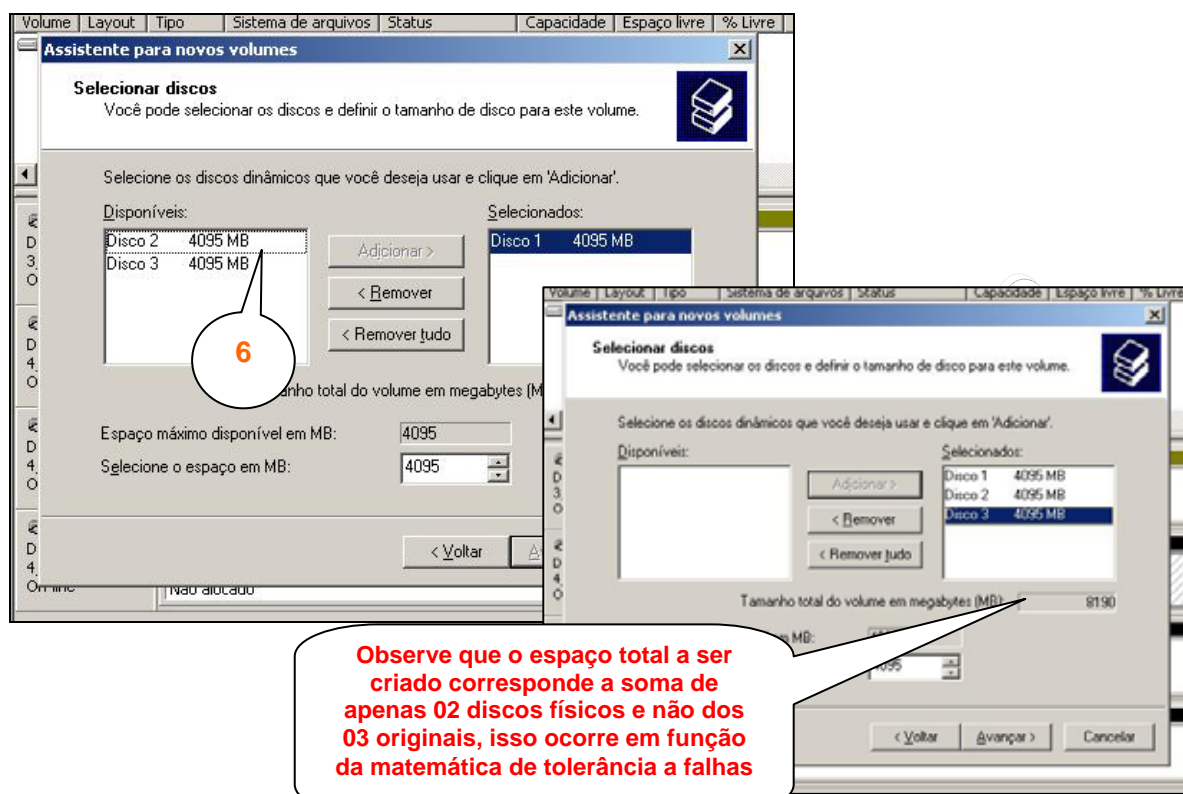 Volume Layout Tipo Sistema de arquivos Status Capacidade Espaço livre % Livre
Assistente para novos volumes
Selecionar discos
Você pode selecionar os discos e definir o tamanho de disco para este volume.
Selecione os discos dinâmicos que você deseja usar e clique em 'Adicionar'.
Disponíveis:
Selecionados:
Disco 2 4095 MB
Disco 3 4095 MB
Adicionar >
< Remover
< Remover tudo
Disco 1 4095 MB
6
total do volume em megabytes (M
Espaço máximo disponível em MB: 4095
Selecione o espaço em MB: 4095
< Voltar
Não alocado
Volume Layout Tipo Sistema de arquivos Status Capacidade Espaço livre % Livre
Assistente para novos volumes
Selecionar discos
Você pode selecionar os discos e definir o tamanho de disco para este volume.
Selecione os discos dinâmicos que você deseja usar e clique em 'Adicionar'.
Disponíveis:
Selecionados:
Adicionar >
< Remover
< Remover tudo
Disco 1 4095 MB
Disco 2 4095 MB
Disco 3 4095 MB
Tamanho total do volume em megabytes (MB): 8190
MB:
4095
< Voltar Avançar > Cancelar
Observe que o espaço total a ser
criado corresponde a soma de
apenas 02 discos físicos e não dos
03 originais, isso ocorre em função
da matemática de tolerância a falhas